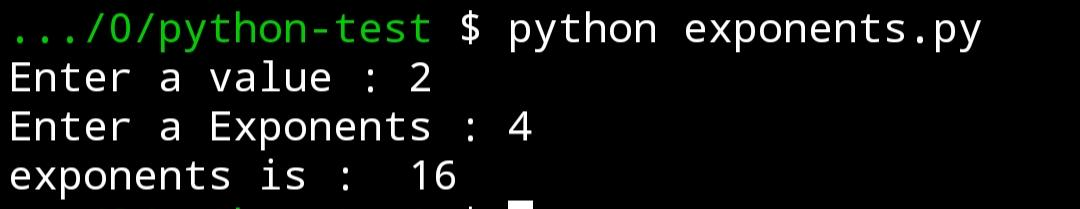 .../0/python-test $ python exponents.py
Enter a value : 2
Enter a Exponents : 4
exponents is :  16